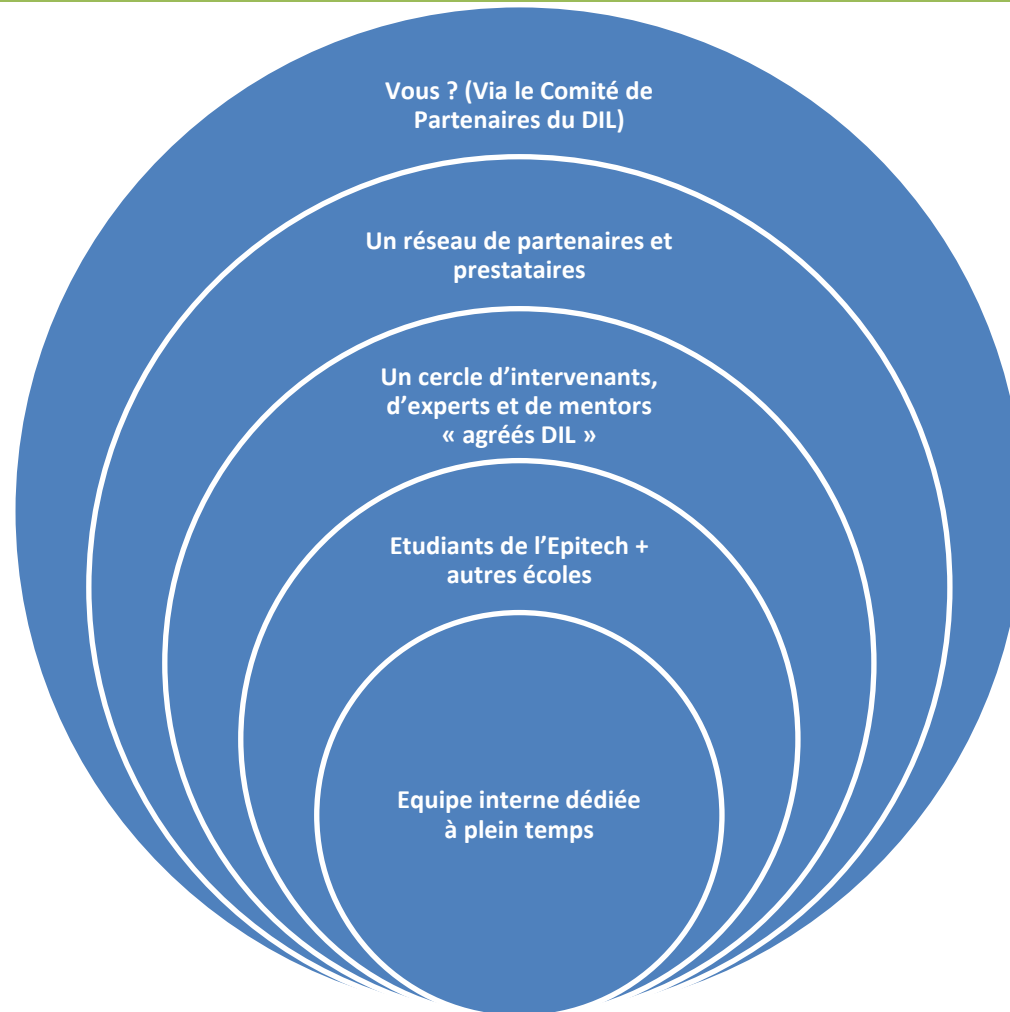 Vous ? (Via le Comité de
Partenaires du DIL)
Un réseau de partenaires et
prestataires
Un cercle d’intervenants,
d’experts et de mentors
« agréés DIL »
Etudiants de l’Epitech +
autres écoles
Equipe interne dédiée
à plein temps